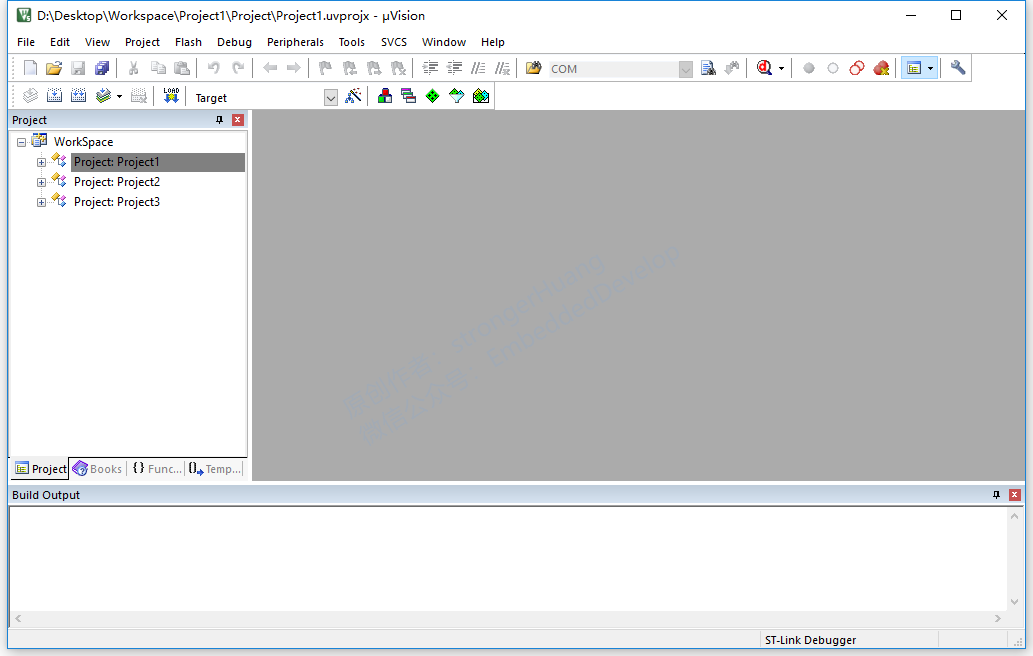 D:\Desktop\Workspace\Project1\Project\Project1.uvprojx - µVision
File Edit View Project Flash Debug Peripherals Tools SVCS Window Help
COM
LOAD
Target
Project
WorkSpace
Project: Project1
Project: Project2
Project: Project3
Project Books {} Func... Temp...
Build Output
ST-Link Debugger